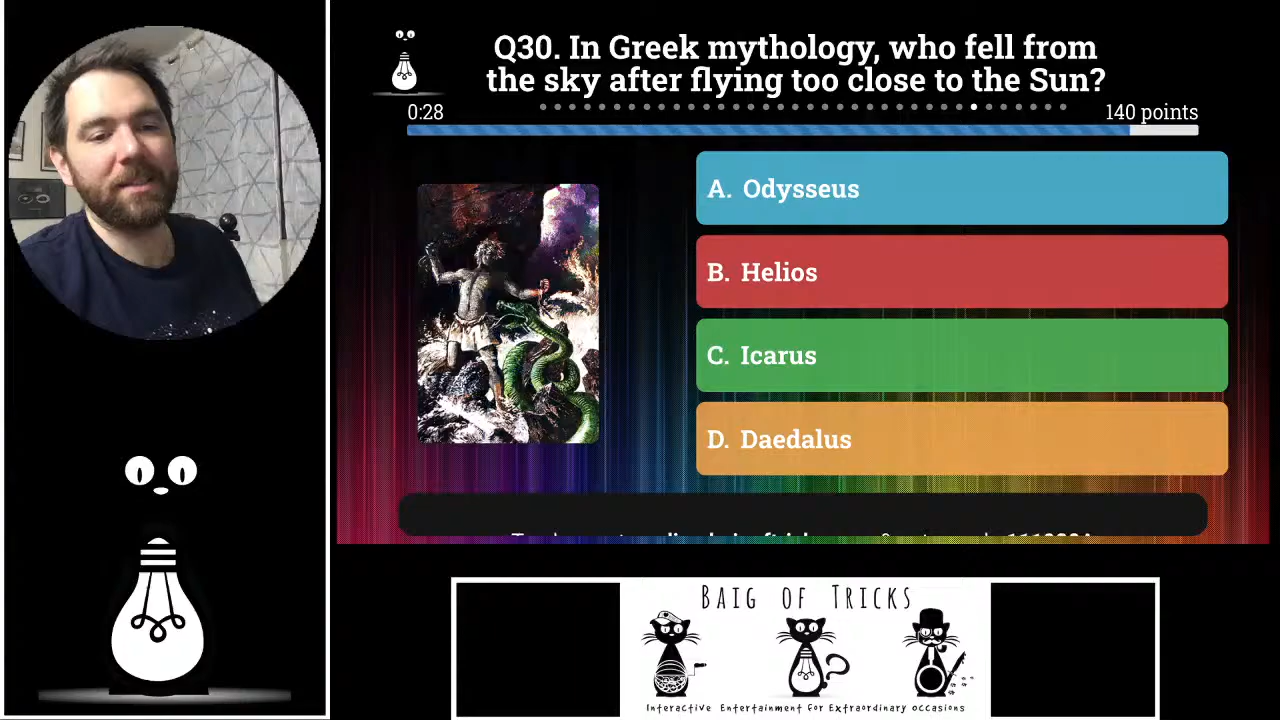 Q30. In Greek mythology, who fell from
the sky after flying too close to the Sun?
0:28
140 points
A. Odysseus
B. Helios
C. Icarus
D. Daedalus
BAIG OF TRICKS
Interactive Entertainment for Extraordinary occasions